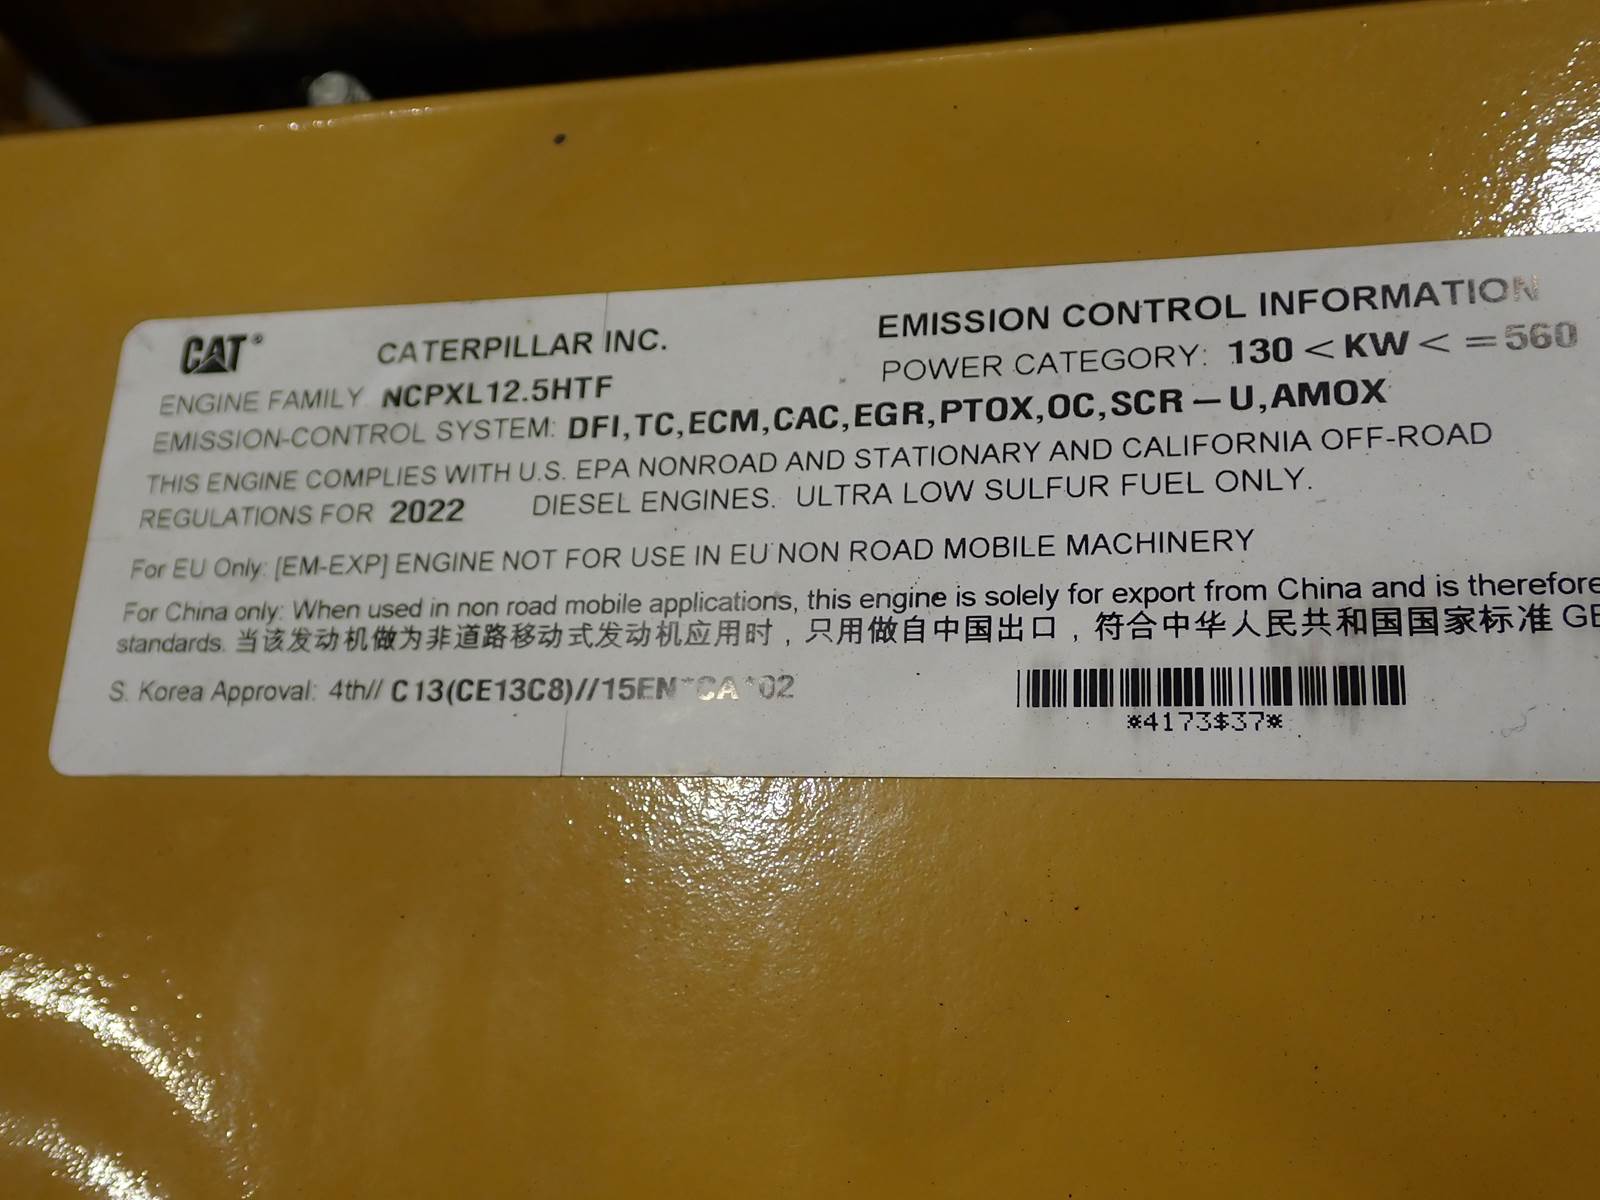 CAT®
CATERPILLAR INC.
EMISSION CONTROL INFORMATION
ENGINE FAMILY NCPXL12.5HTF
POWER CATEGORY: 130 < KW < =560
EMISSION-CONTROL SYSTEM: DFI,TC,ECM,CAC,EGR,PTOX,OC,SCR – U,AMOX
THIS ENGINE COMPLIES WITH U.S. EPA NONROAD AND STATIONARY AND CALIFORNIA OFF-ROAD
REGULATIONS FOR 2022 DIESEL ENGINES. ULTRA LOW SULFUR FUEL ONLY.
For EU Only: [EM-EXP] ENGINE NOT FOR USE IN EU NON ROAD MOBILE MACHINERY
For China only: When used in non road mobile applications, this engine is solely for export from China and is therefore
standards. 当该发动机做为非道路移动式发动机应用时，只用做自中国出口，符合中华人民共和国国家标准 GB
S. Korea Approval: 4th// C13(CE13C8)//15EN*CA*02
*4173$37*